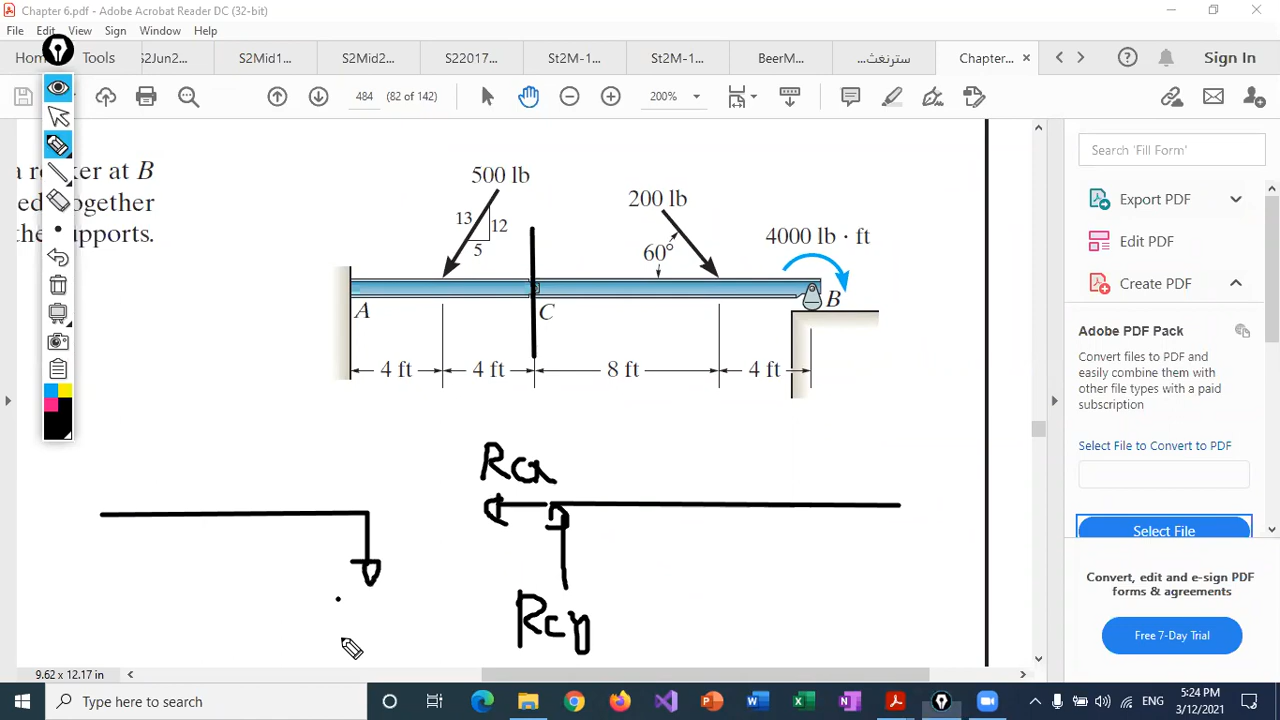 Chapter 6.pdf - Adobe Acrobat Reader DC (32-bit)
File Edit View Sign Window Help
Tools
S2Jun2...
S2Mid1...
S2Mid2...
S22017...
St2M-1...
St2M-1...
BeerM...
سترنغث...
Chapter...
Sign In
484 (82 of 142)
200%
at B
together
supports.
500 lb
13
12
5
200 lb
60°
4000 lb · ft
A
C
B
4 ft
4 ft
8 ft
4 ft
Rcx
Rcy
Search 'Fill Form'
Export PDF
Edit PDF
Create PDF
Adobe PDF Pack
Convert files to PDF and
easily combine them with
other file types with a paid
subscription
Select File to Convert to PDF
Select File
Convert, edit and e-sign PDF
forms & agreements
Free 7-Day Trial
9.62 x 12.17 in
Type here to search
ENG
5:24 PM
3/12/2021